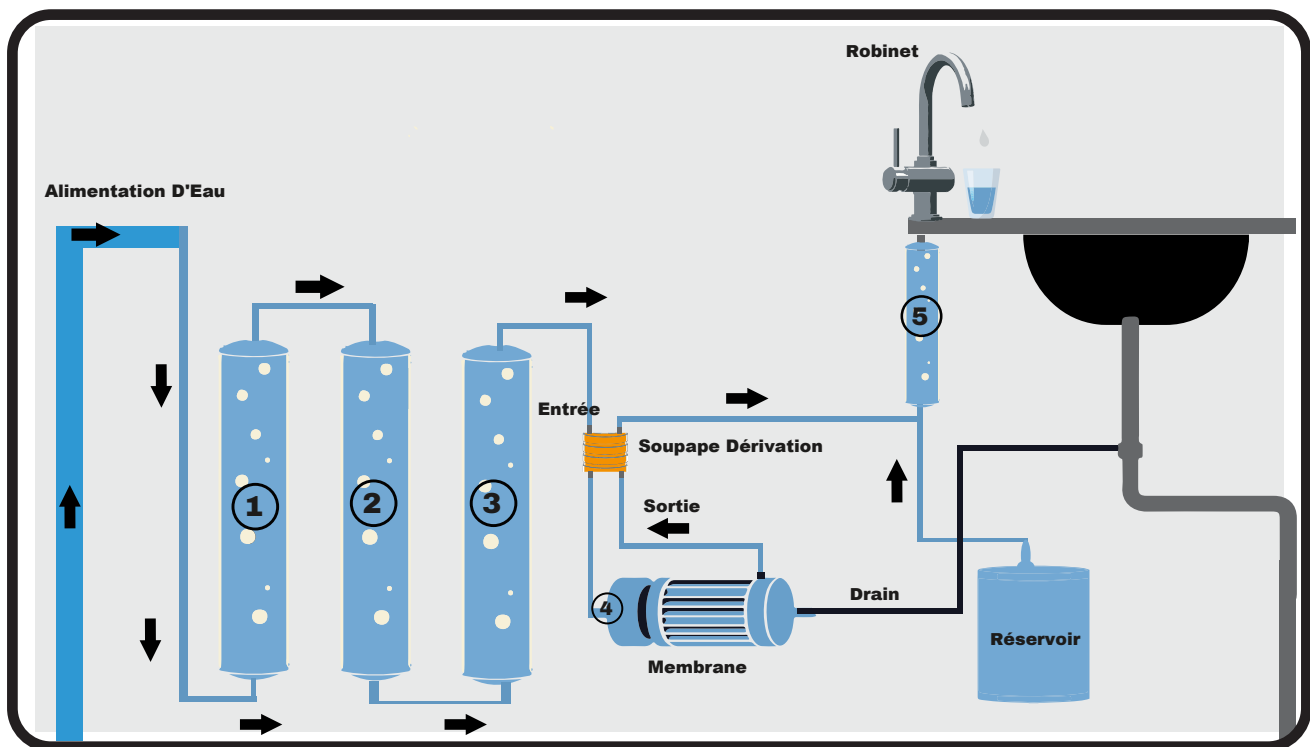 Robinet
Alimentation D'Eau
5
Entrée
Soupape Dérivation
1
2
3
Sortie
4
Drain
Réservoir
Membrane